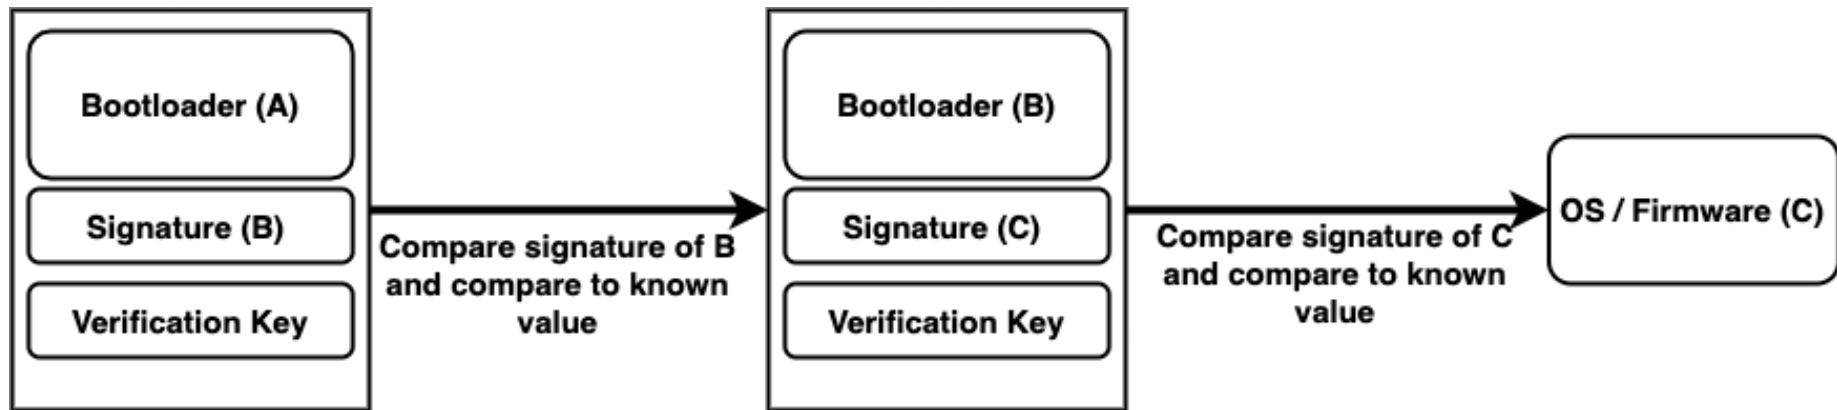 Bootloader (A)
Signature (B)
Verification Key
Compare signature of B
and compare to known
value
Bootloader (B)
Signature (C)
Verification Key
Compare signature of C
and compare to known
value
OS / Firmware (C)